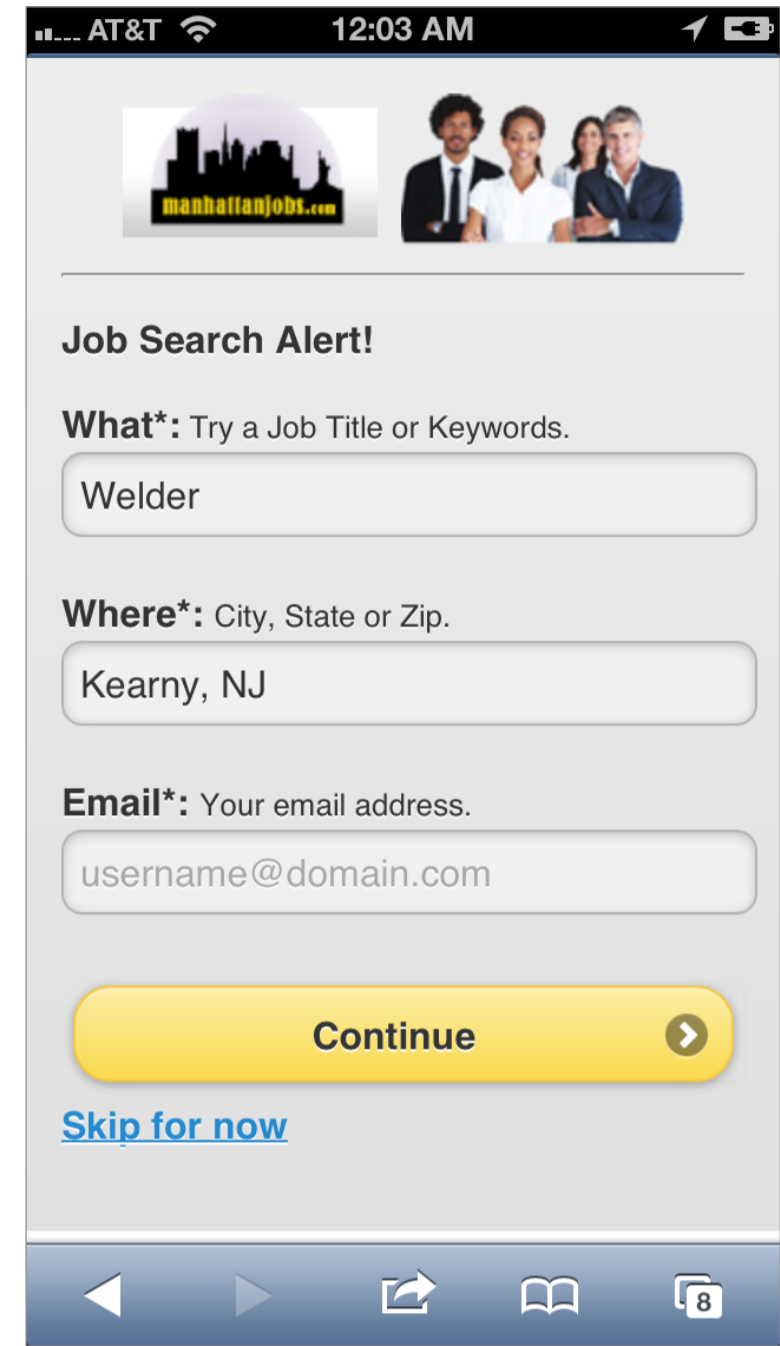 AT&T 12:03 AM
manhattanjobs.com
Job Search Alert!
What*: Try a Job Title or Keywords.
Welder
Where*: City, State or Zip.
Kearny, NJ
Email*: Your email address.
username@domain.com
Continue
Skip for now
8